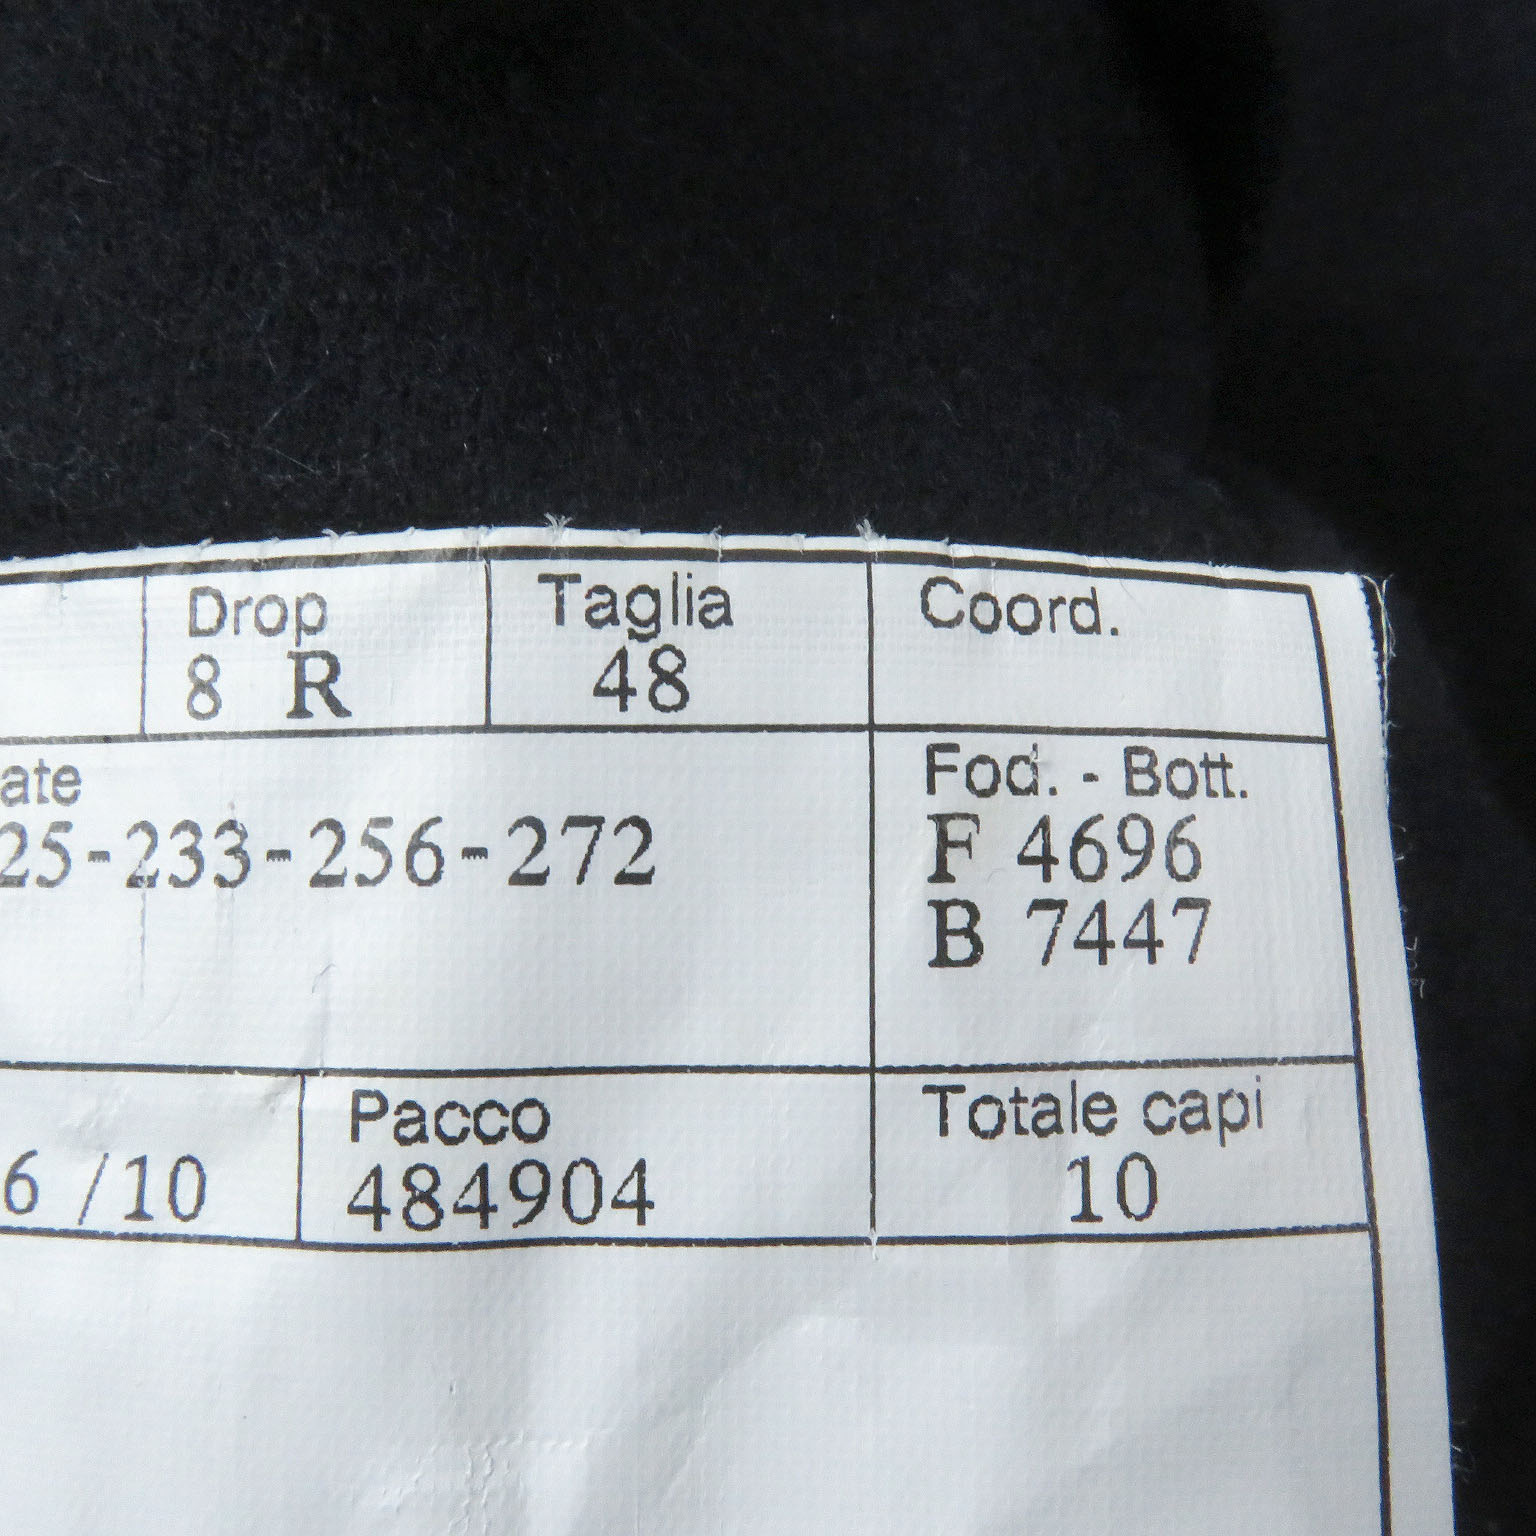 Drop
8 R
Taglia
48
Coord.
ate
25-233-256-272
Fod. - Bott.
F 4696
B 7447
6 /10
Pacco
484904
Totale capi
10